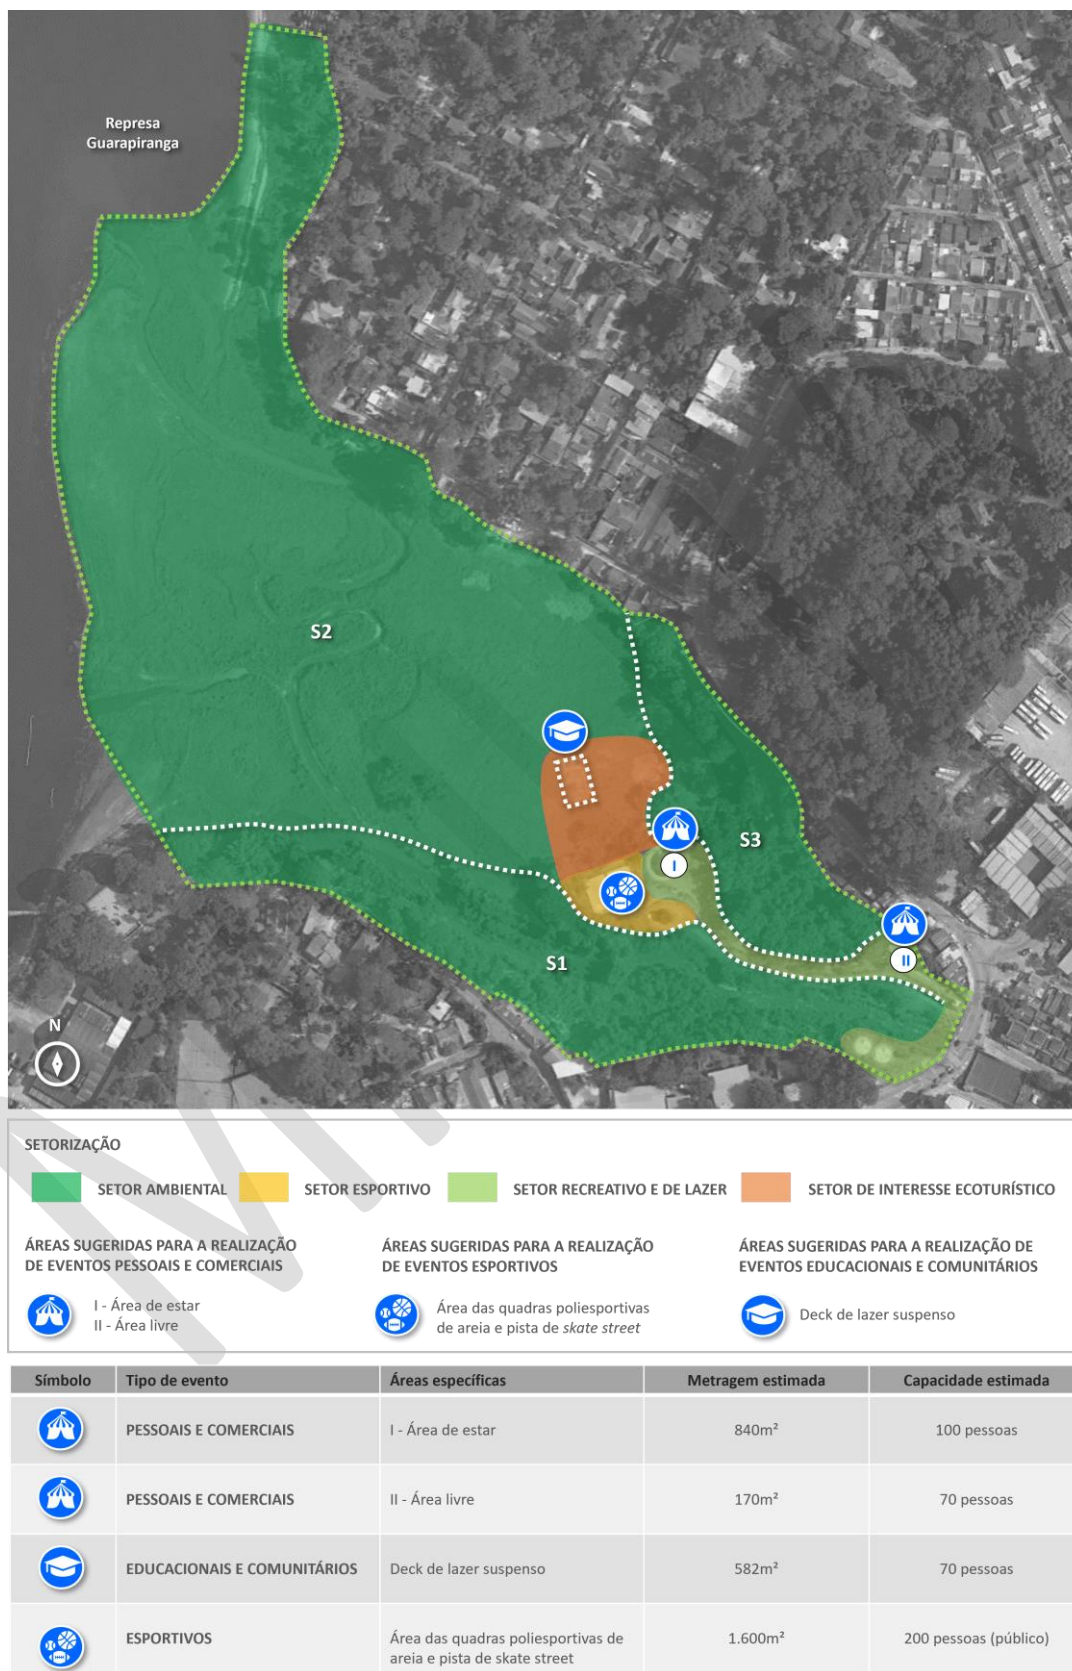 Represa
Guarapiranga
S2
S3
I
II
S1
N
SETORIZAÇÃO
SETOR AMBIENTAL
SETOR ESPORTIVO
SETOR RECREATIVO E DE LAZER
SETOR DE INTERESSE ECOTURÍSTICO
ÁREAS SUGERIDAS PARA A REALIZAÇÃO
DE EVENTOS PESSOAIS E COMERCIAIS
I - Área de estar
II - Área livre
ÁREAS SUGERIDAS PARA A REALIZAÇÃO
DE EVENTOS ESPORTIVOS
Área das quadras poliesportivas
de areia e pista de skate street
ÁREAS SUGERIDAS PARA A REALIZAÇÃO DE
EVENTOS EDUCACIONAIS E COMUNITÁRIOS
Deck de lazer suspenso
Símbolo Tipo de evento Áreas específicas Metragem estimada Capacidade estimada
PESSOAIS E COMERCIAIS I - Área de estar 840m² 100 pessoas
PESSOAIS E COMERCIAIS II - Área livre 170m² 70 pessoas
EDUCACIONAIS E COMUNITÁRIOS Deck de lazer suspenso 582m² 70 pessoas
ESPORTIVOS Área das quadras poliesportivas de 1.600m² 200 pessoas (público)
areia e pista de skate street